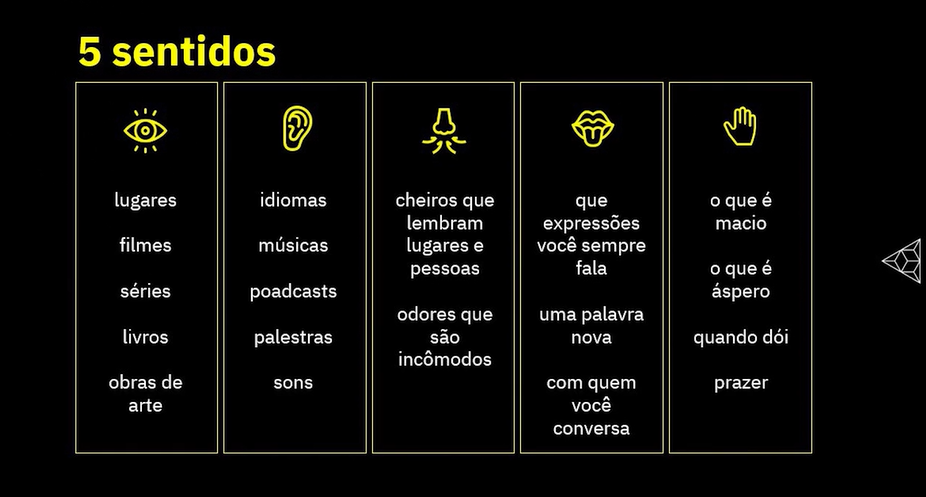 5 sentidos
lugares
filmes
séries
livros
obras de
arte
idiomas
músicas
poadcasts
palestras
sons
cheiros que
lembram
lugares e
pessoas
odores que
são
incômodos
que
expressões
você sempre
fala
uma palavra
nova
com quem
você
conversa
o que é
macio
o que é
áspero
quando dói
prazer